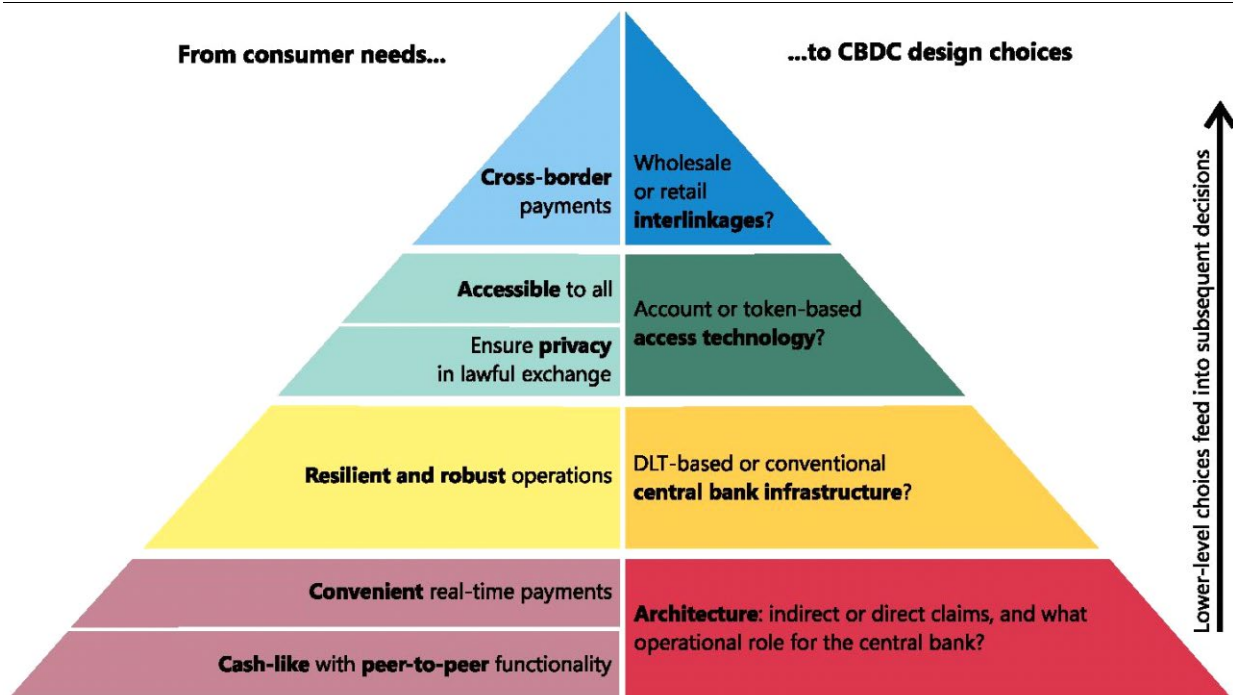 From consumer needs...
...to CBDC design choices
Cross-border
payments
Wholesale
or retail
interlinkages?
Accessible to all
Ensure privacy
in lawful exchange
Account or token-based
access technology?
Resilient and robust operations
DLT-based or conventional
central bank infrastructure?
Convenient real-time payments
Cash-like with peer-to-peer functionality
Architecture: indirect or direct claims, and what
operational role for the central bank?
Lower-level choices feed into subsequent decisions